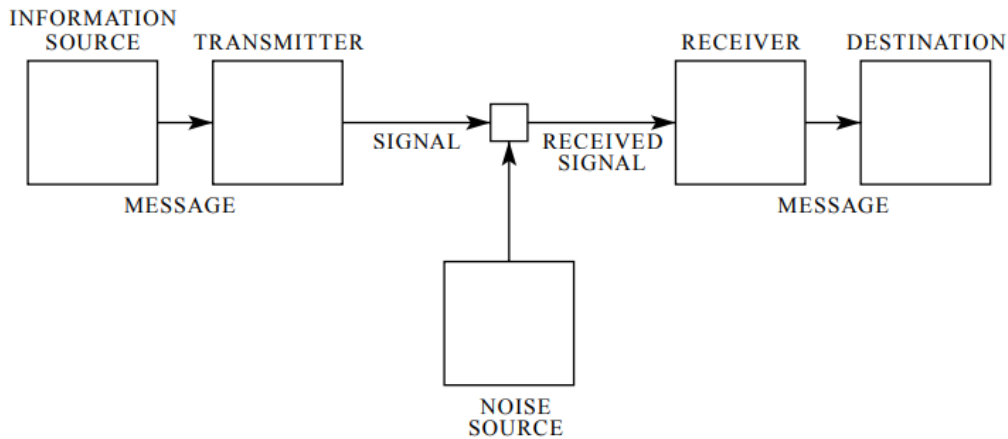 INFORMATION
SOURCE
TRANSMITTER
RECEIVER
DESTINATION
SIGNAL
RECEIVED
SIGNAL
MESSAGE
MESSAGE
NOISE
SOURCE